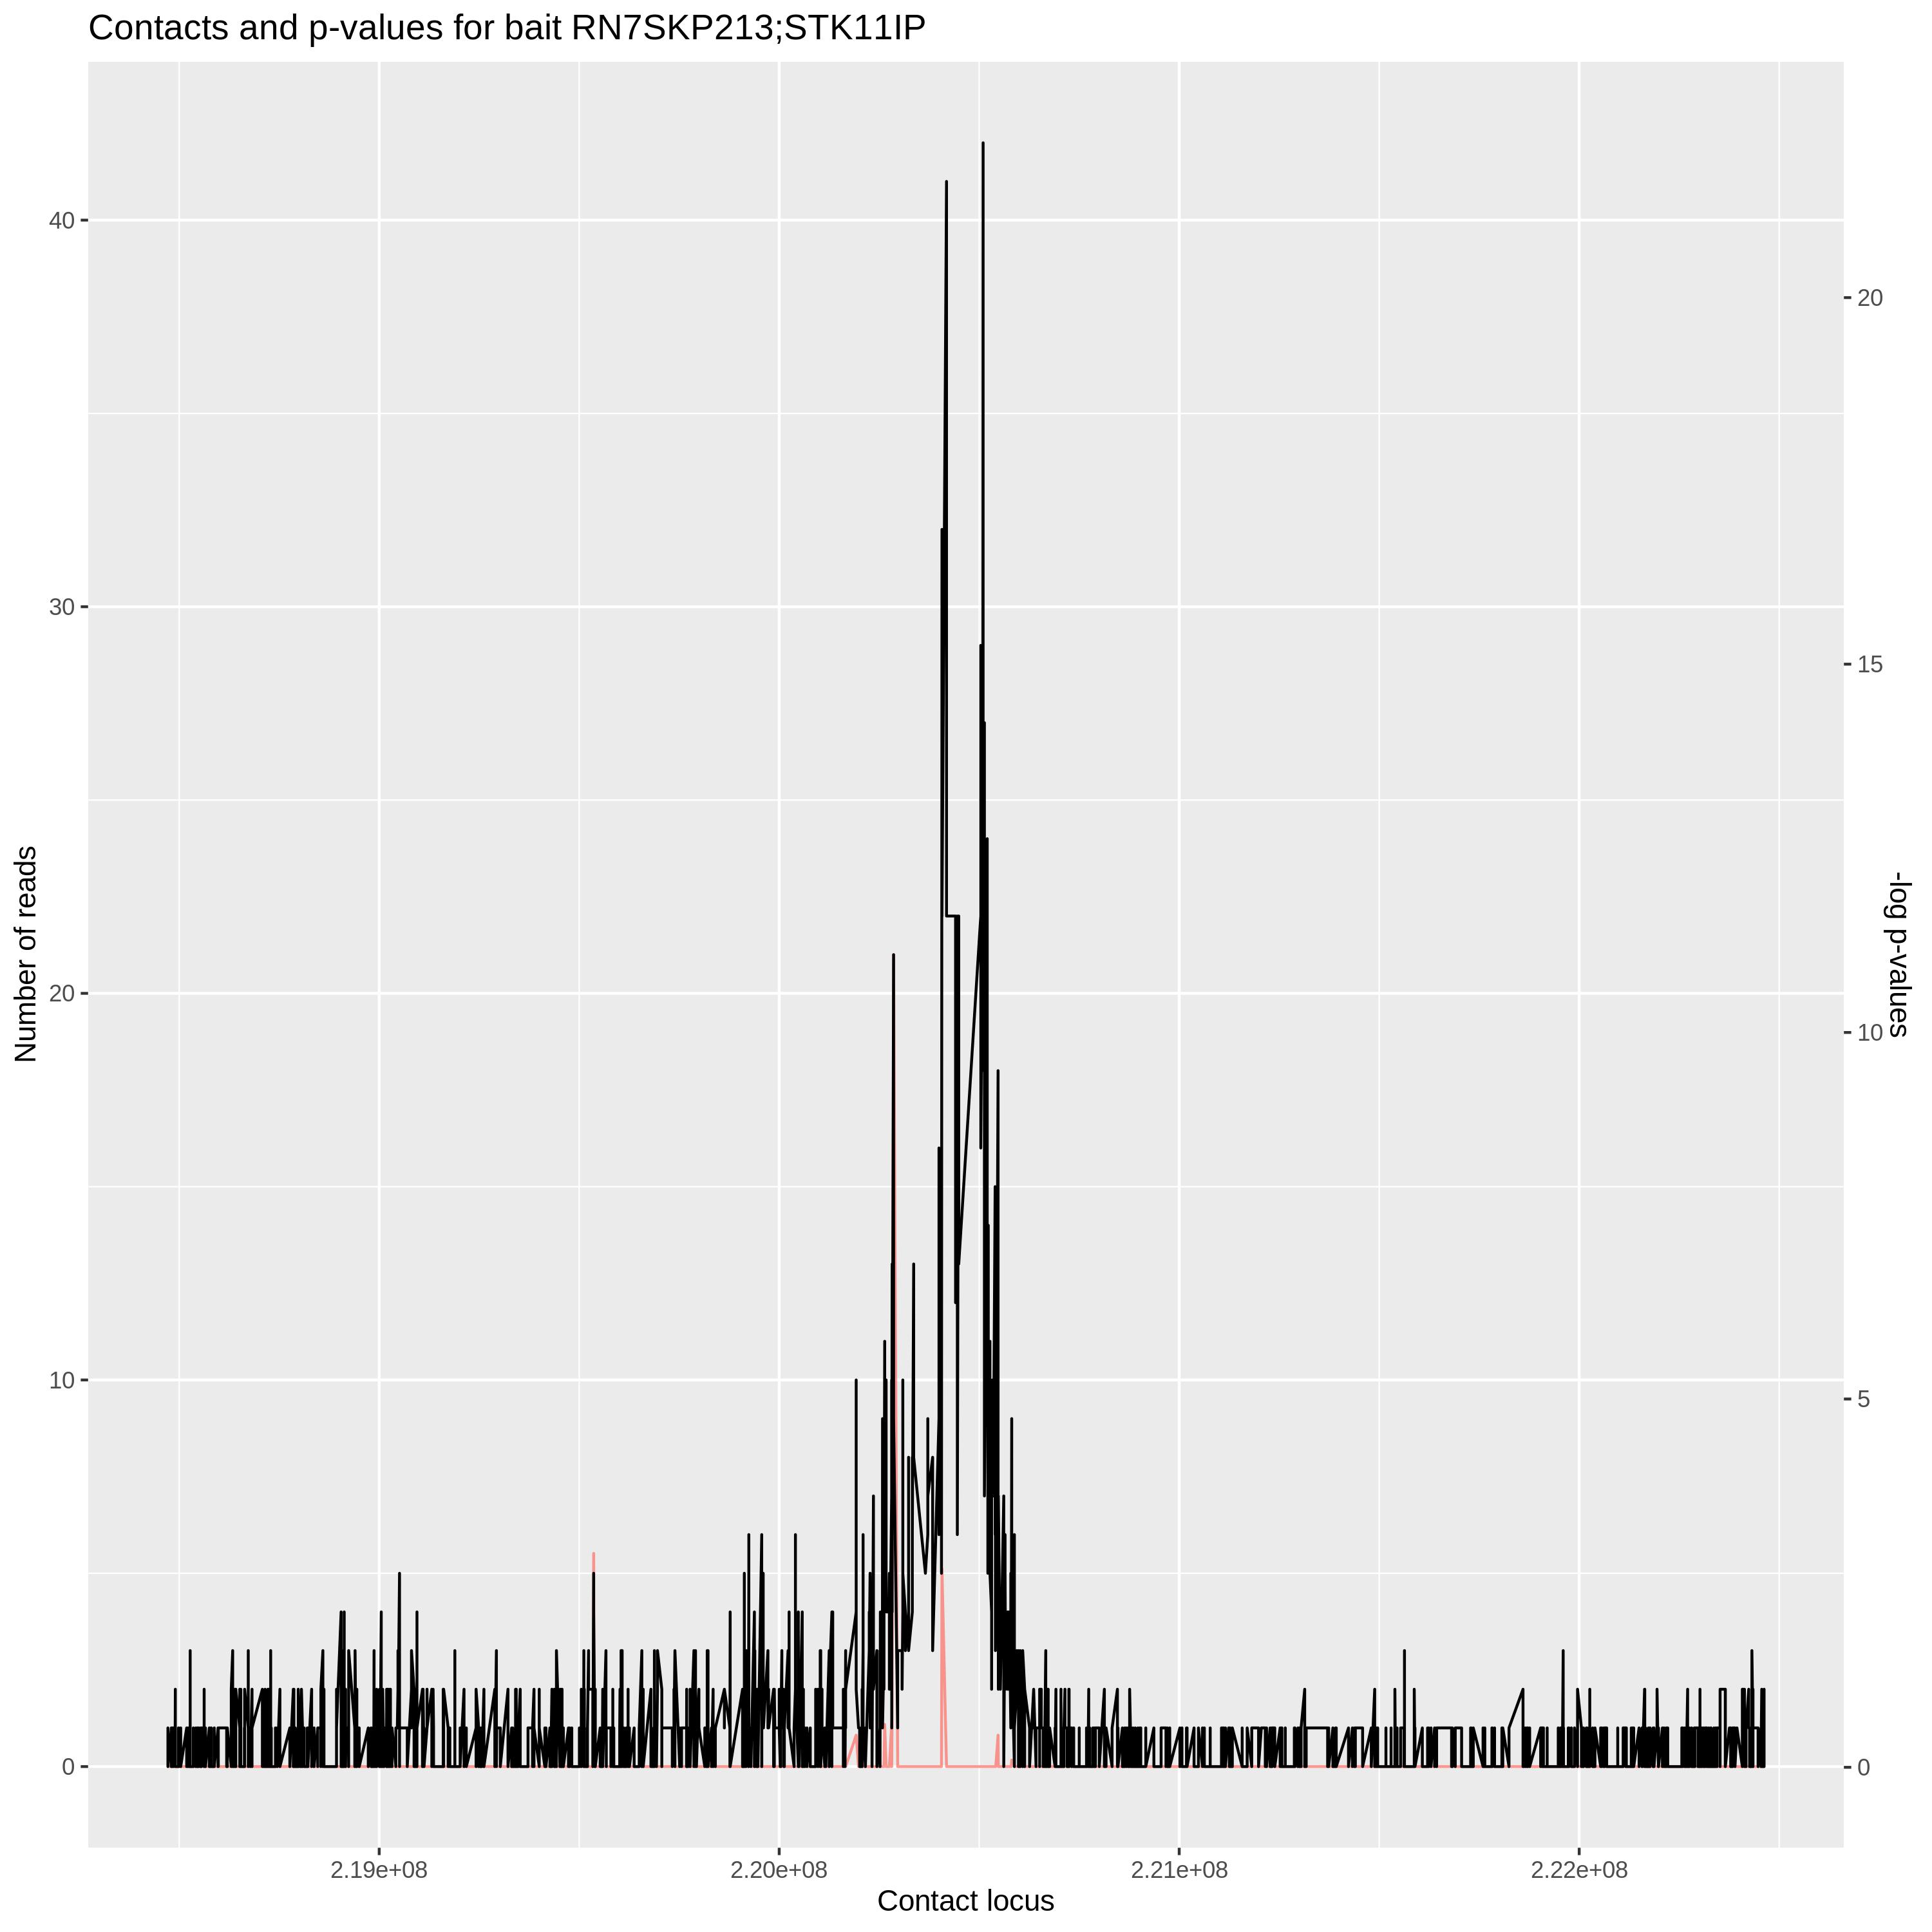 Contacts and p-values for bait RN7SKP213;STK11IP
40
30
20
10
0
Number of reads
20
15
10
5
0
-log p-values
2.19e+08
2.20e+08
2.21e+08
2.22e+08
Contact locus